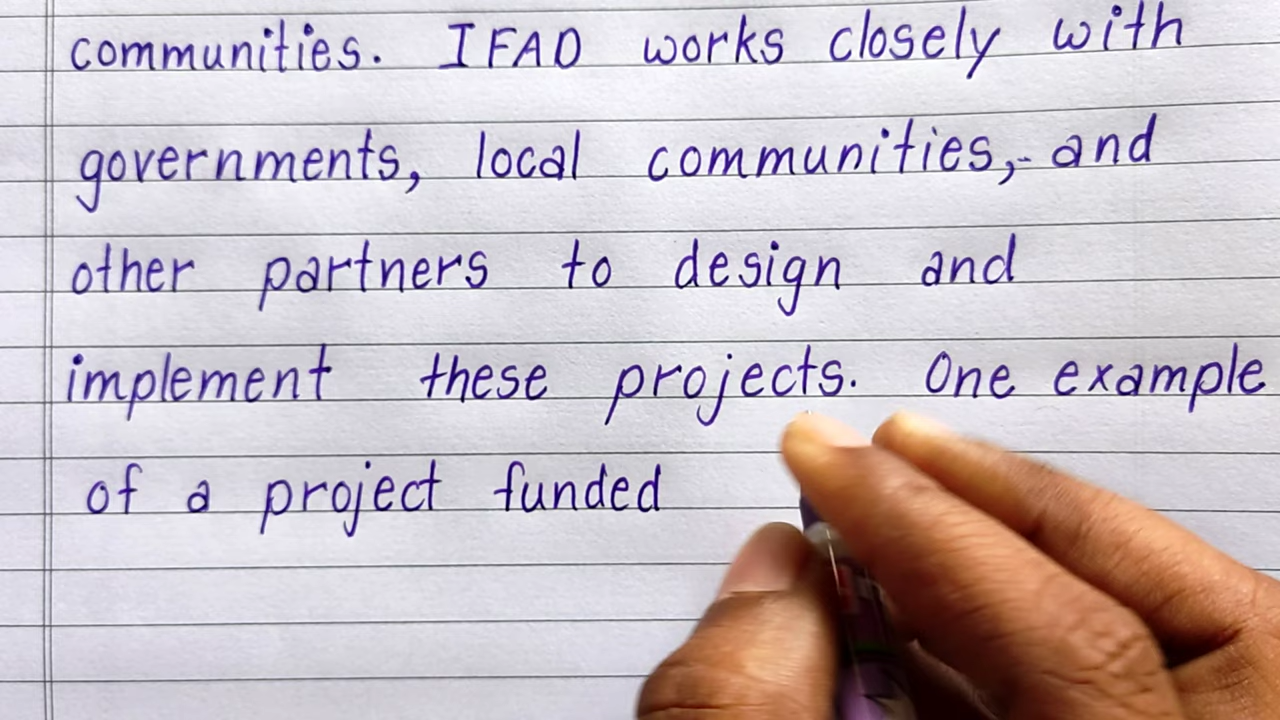 communities. IFAD works closely with
governments, local communities, and
other partners to design and
implement these projects. One example
of a project funded